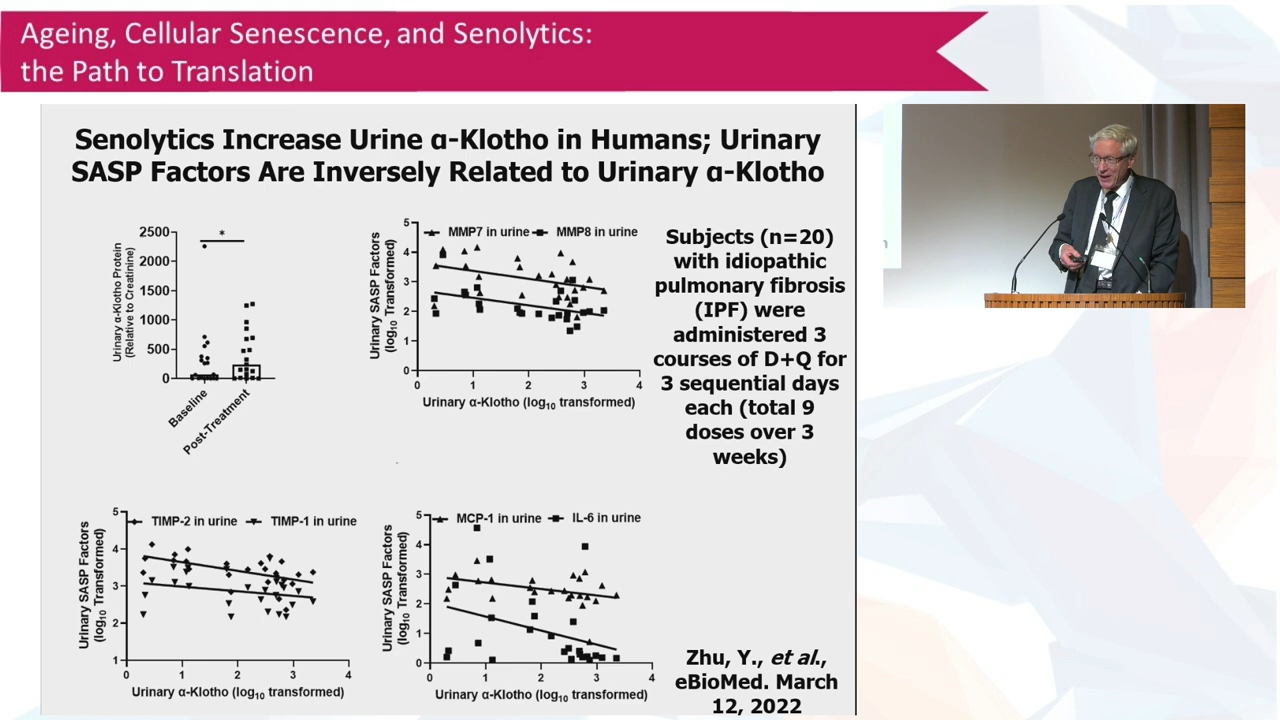 Ageing, Cellular Senescence, and Senolytics:
the Path to Translation
Senolytics Increase Urine α-Klotho in Humans; Urinary
SASP Factors Are Inversely Related to Urinary α-Klotho
Urinary α-Klotho Protein
(Relative to Creatinine)
2500
2000
1500
1000
500
0
*
Baseline
Post-Treatment
Urinary SASP Factors
(log10 Transformed)
5
4
3
2
1
0
MMP7 in urine MMP8 in urine
0 1 2 3 4
Urinary α-Klotho (log10 transformed)
Subjects (n=20)
with idiopathic
pulmonary fibrosis
(IPF) were
administered 3
courses of D+Q for
3 sequential days
each (total 9
doses over 3
weeks)
Urinary SASP Factors
(log10 Transformed)
5
4
3
2
1
TIMP-2 in urine TIMP-1 in urine
0 1 2 3 4
Urinary α-Klotho (log10 transformed)
Urinary SASP Factors
(log10 Transformed)
5
4
3
2
1
0
MCP-1 in urine IL-6 in urine
0 1 2 3 4
Urinary α-Klotho (log10 transformed)
Zhu, Y., et al.,
eBioMed. March
12, 2022